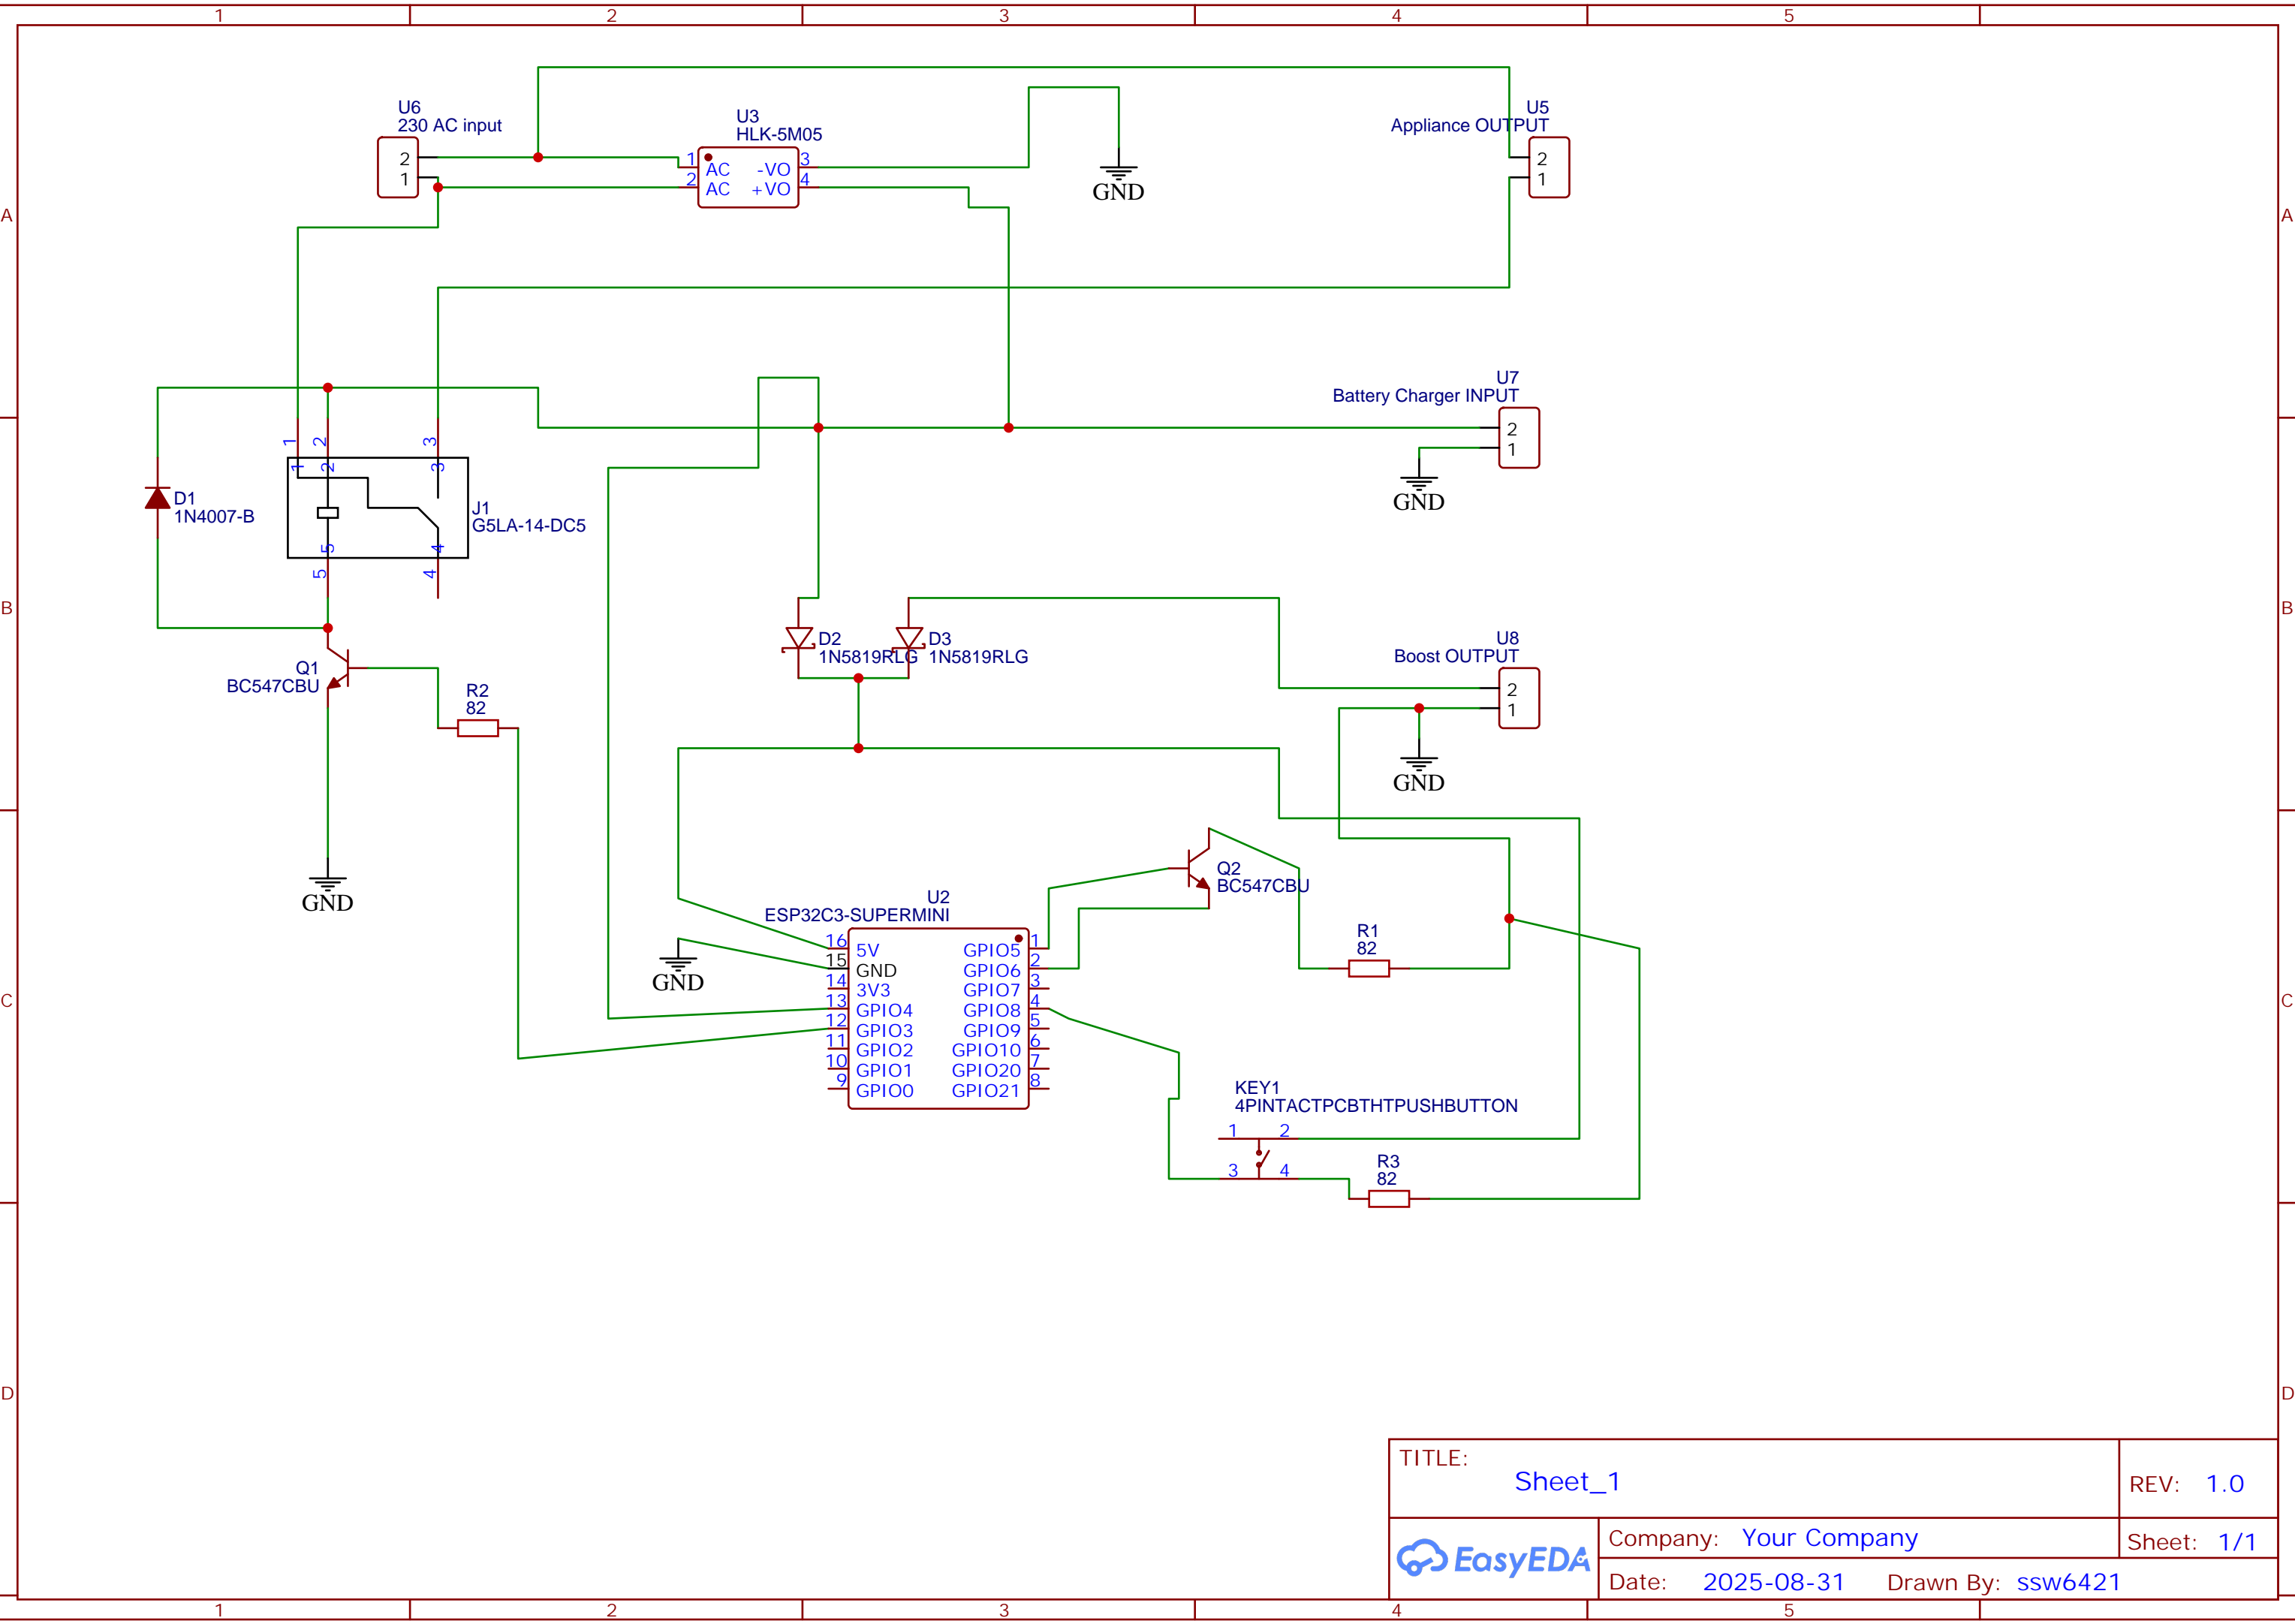 1 2 3 4 5
U6
230 AC input
2
1
U3
HLK-5M05
1 AC -VO 3
2 AC +VO 4
GND
U5
Appliance OUTPUT
2
1
A A
U7
Battery Charger INPUT
2
1
GND
1 2 3
1 2 3
D1
1N4007-B
J1
G5LA-14-DC5
5 4
5 4
B B
D2
1N5819RLG
D3
1N5819RLG
U8
Boost OUTPUT
2
1
GND
Q1
BC547CBU
R2
82
GND
Q2
BC547CBU
U2
ESP32C3-SUPERMINI
16 5V GPIO5 1
15 GND GPIO6 2
14 3V3 GPIO7 3
13 GPIO4 GPIO8 4
12 GPIO3 GPIO9 5
11 GPIO2 GPIO10 6
10 GPIO1 GPIO20 7
9 GPIO0 GPIO21 8
GND
R1
82
C C
KEY1
4PINTACTPCBTHTPUSHBUTTON
1 2
3 4
R3
82
D D
TITLE:
Sheet_1
REV: 1.0
EasyEDA
Company: Your Company
Sheet: 1/1
Date: 2025-08-31 Drawn By: ssw6421
1 2 3 4 5